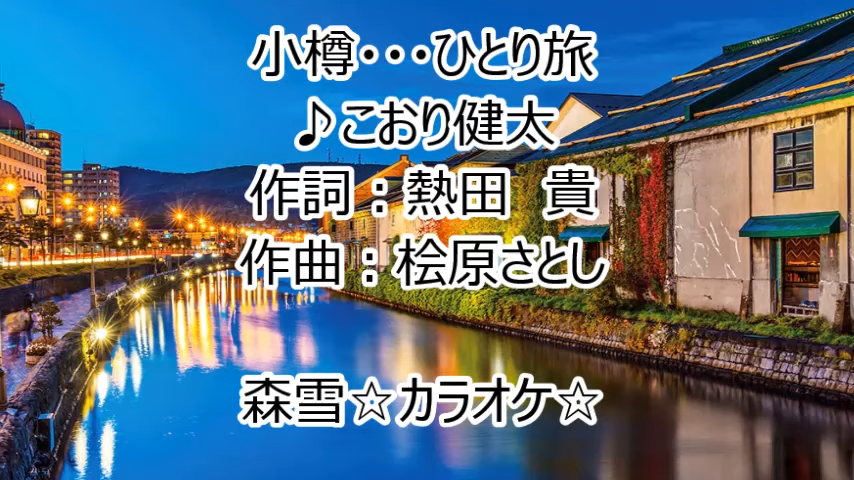 小樽・・・ひとり旅
♪こおり健太
作詞：熱田　貴
作曲：桧原さとし
森雪☆カラオケ☆